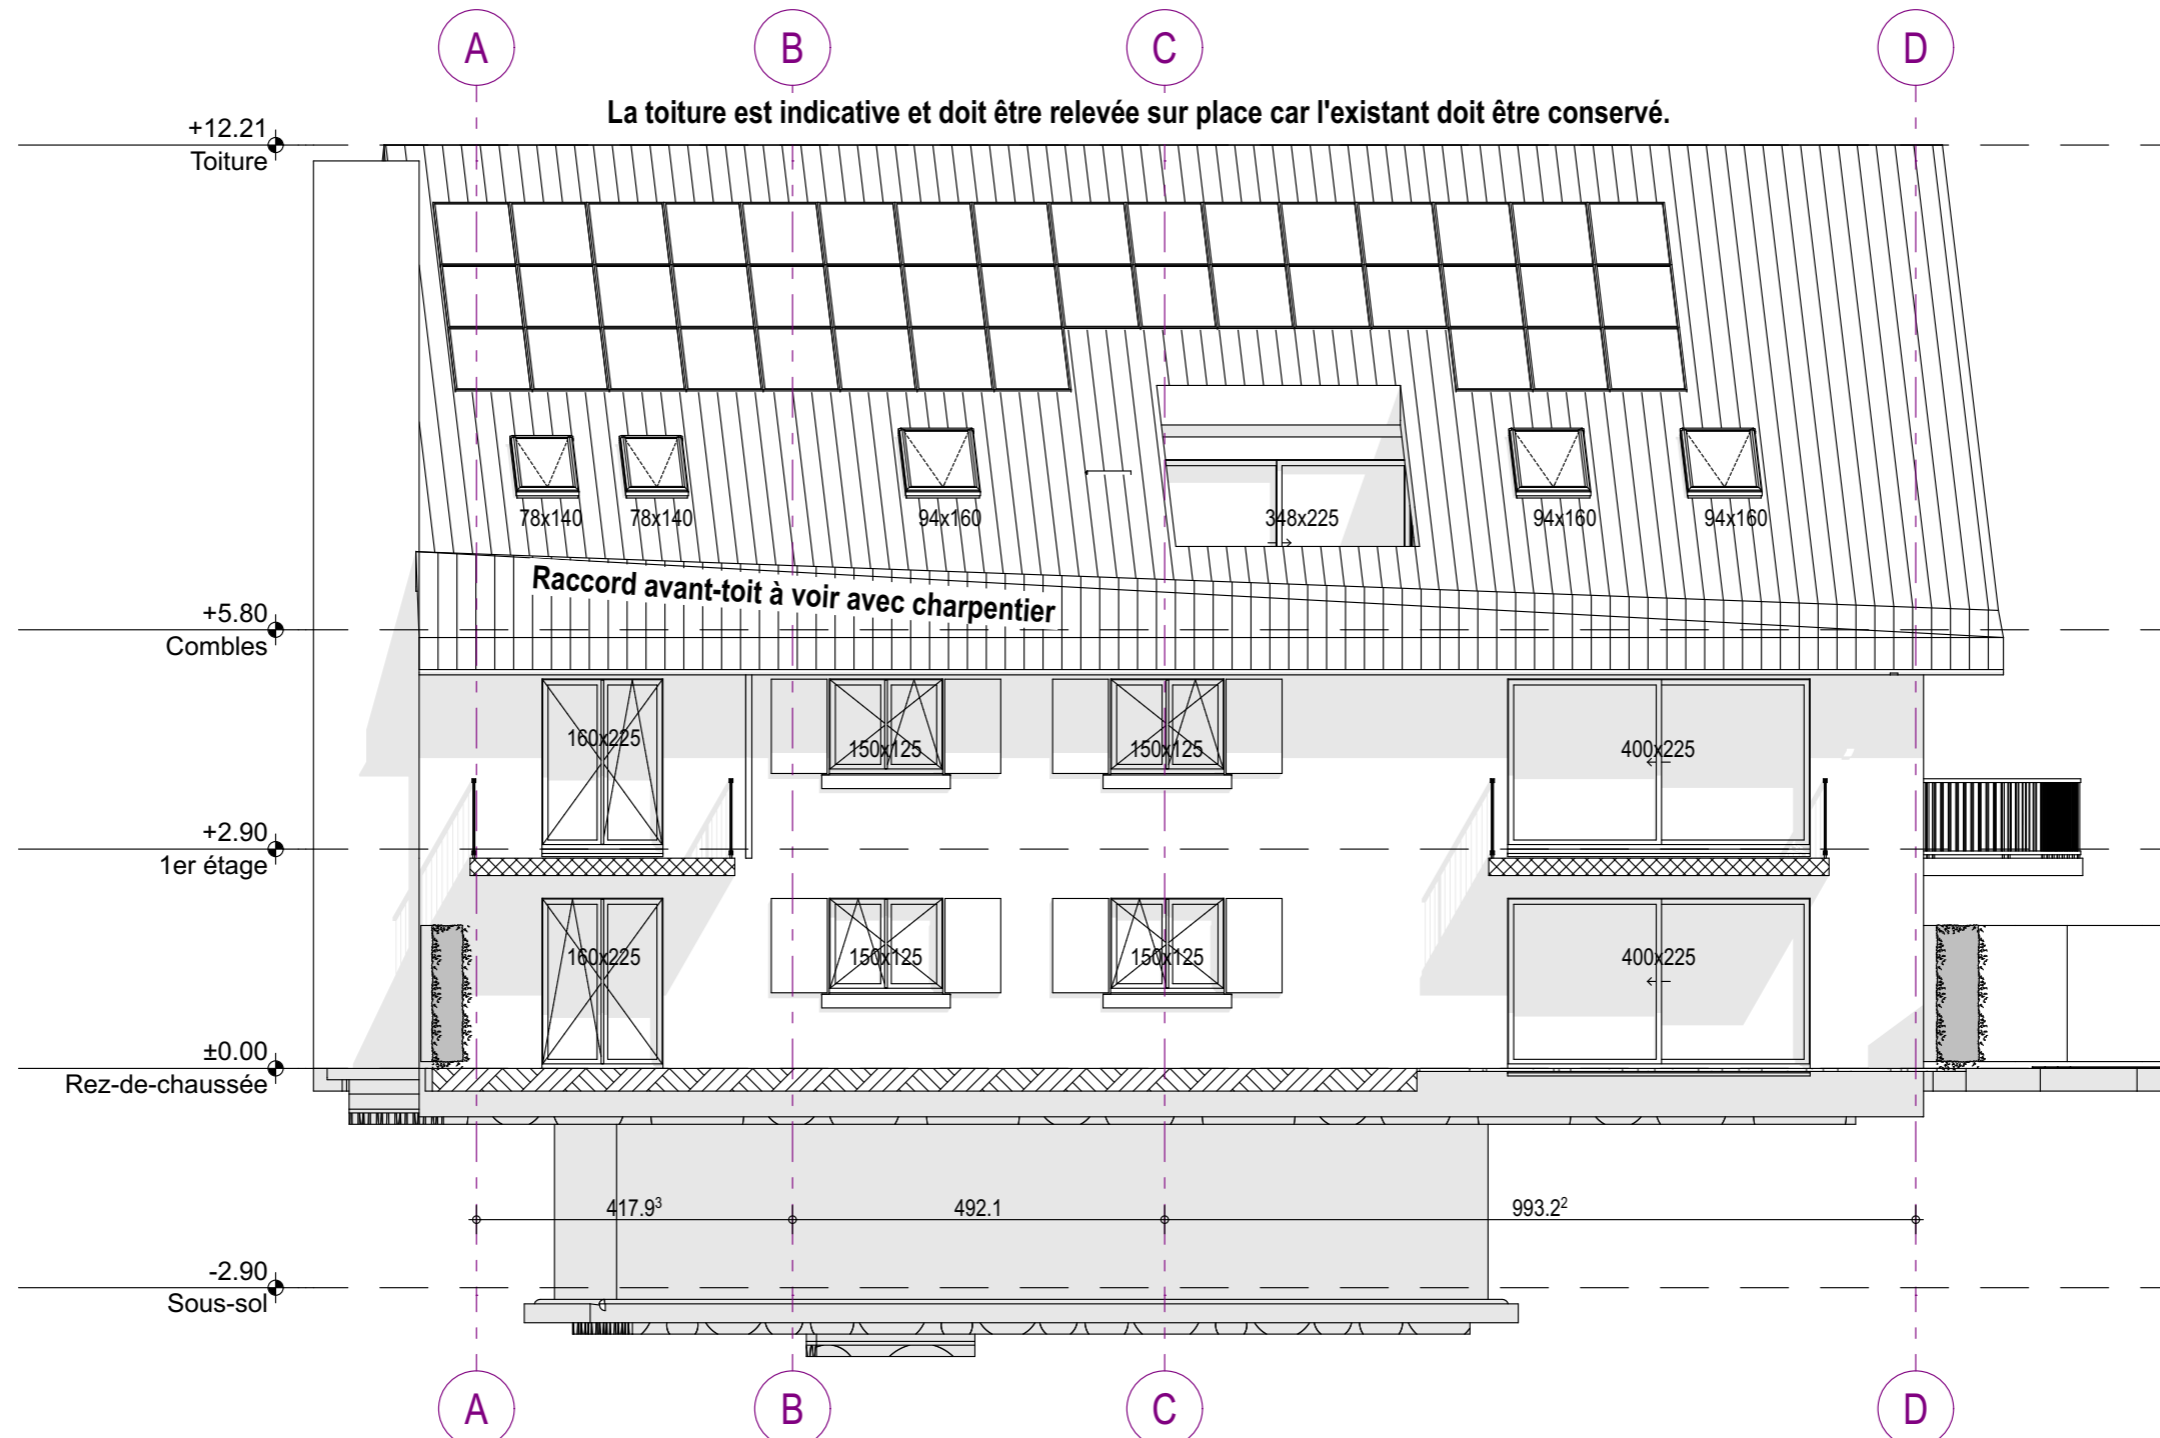 A B C D
La toiture est indicative et doit être relevée sur place car l'existant doit être conservé.
+12.21
Toiture
78x140 78x140 94x160 348x225 94x160 94x160
Raccord avant-toit à voir avec charpentier
+5.80
Combles
160x225 150x125 150x125 400x225
+2.90
1er étage
160x225 150x125 150x125 400x225
±0.00
Rez-de-chaussée
417.9³ 492.1 993.2²
-2.90
Sous-sol
A B C D